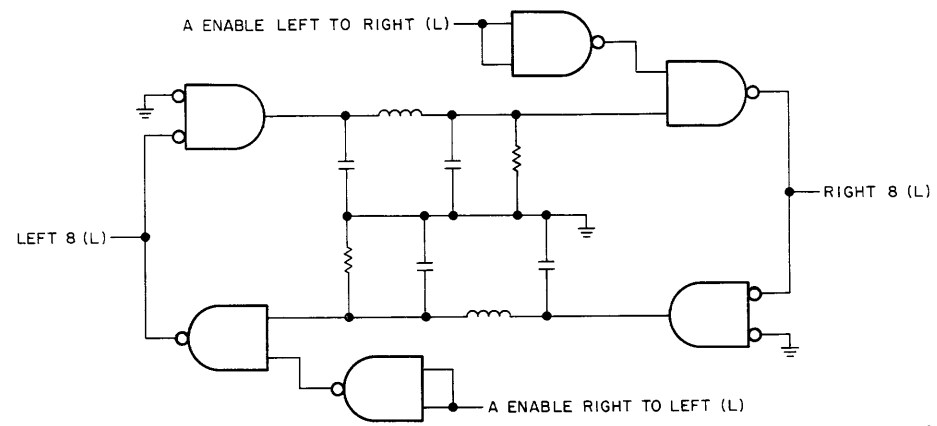 A ENABLE LEFT TO RIGHT (L)
RIGHT 8 (L)
LEFT 8 (L)
A ENABLE RIGHT TO LEFT (L)